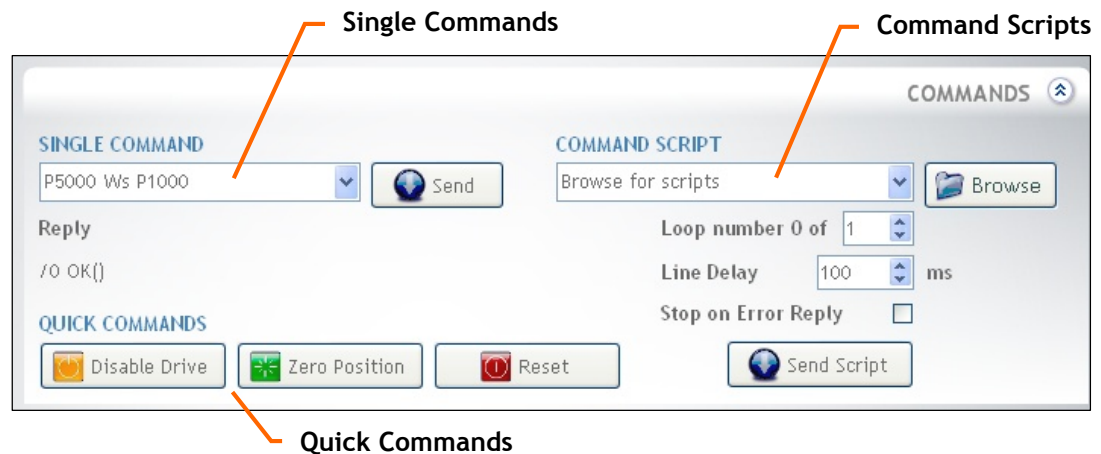 Single Commands
Command Scripts
COMMANDS
SINGLE COMMAND
P5000 Ws P1000
Send
Reply
/0 OK()
QUICK COMMANDS
Disable Drive
Zero Position
Reset
COMMAND SCRIPT
Browse for scripts
Browse
Loop number 0 of 1
Line Delay 100 ms
Stop on Error Reply
Send Script
Quick Commands